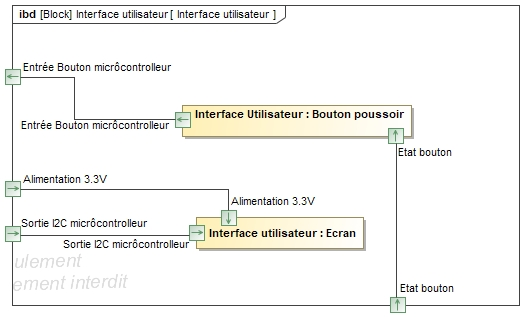 ibd [Block] Interface utilisateur [ Interface utilisateur ]
Entrée Bouton micrôcontrolleur
Interface Utilisateur : Bouton poussoir
Entrée Bouton micrôcontrolleur
Etat bouton
Alimentation 3.3V
Alimentation 3.3V
Sortie I2C micrôcontrolleur
Interface utilisateur : Ecran
Sortie I2C micrôcontrolleur
ulement
ement interdit
Etat bouton